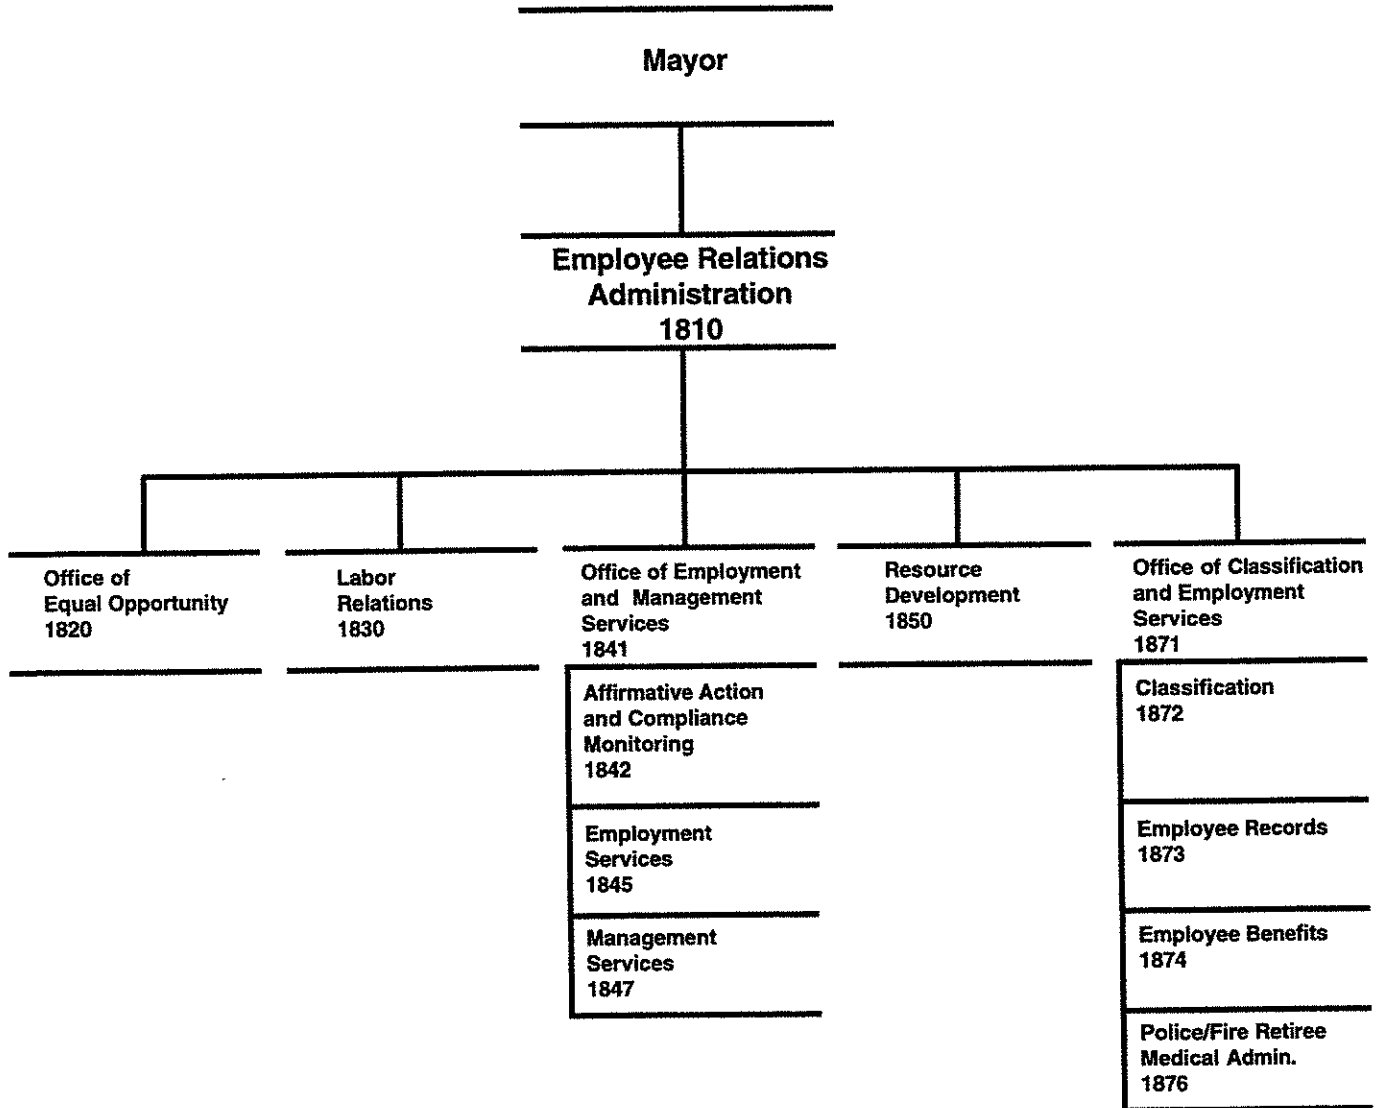 Mayor
Employee Relations
Administration
1810
Office of
Equal Opportunity
1820
Labor
Relations
1830
Office of Employment
and Management
Services
1841
Affirmative Action
and Compliance
Monitoring
1842
Employment
Services
1845
Management
Services
1847
Resource
Development
1850
Office of Classification
and Employment
Services
1871
Classification
1872
Employee Records
1873
Employee Benefits
1874
Police/Fire Retiree
Medical Admin.
1876